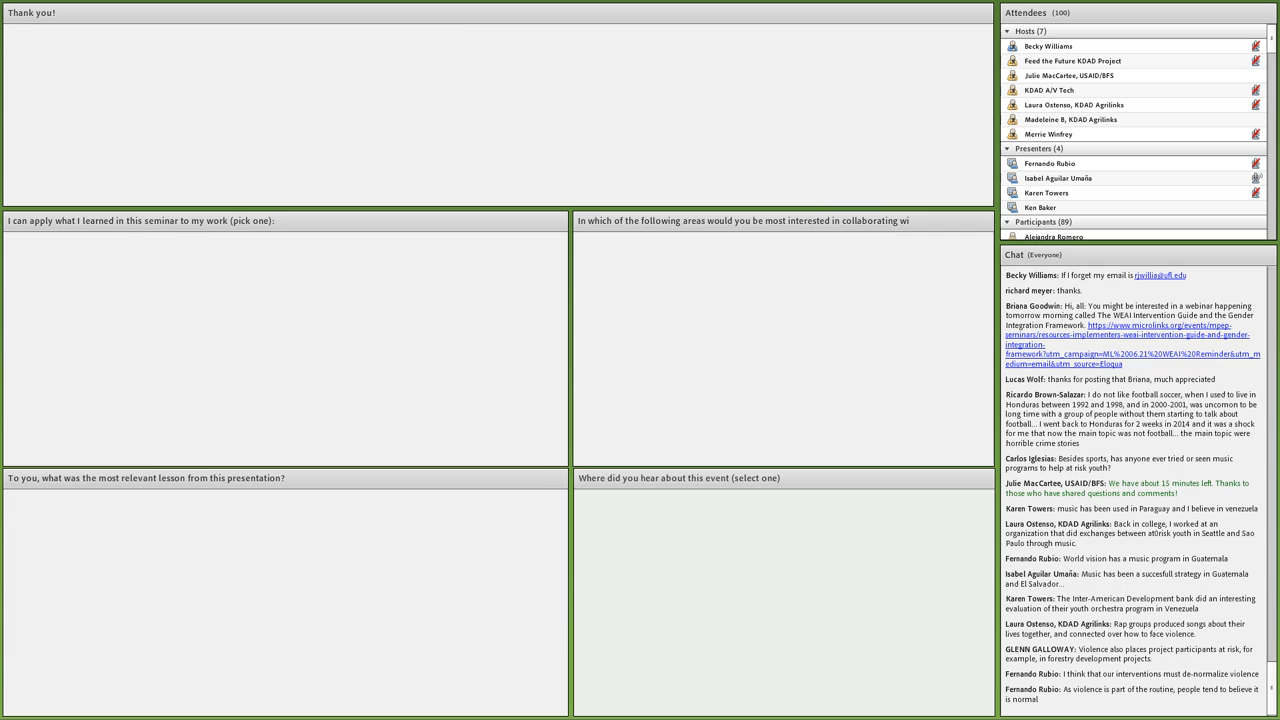 Thank you!
I can apply what I learned in this seminar to my work (pick one):
In which of the following areas would you be most interested in collaborating wi
To you, what was the most relevant lesson from this presentation?
Where did you hear about this event (select one)
Attendees (100)
Hosts (7)
Becky Williams
Feed the Future KDAD Project
Julie MacCartee, USAID/BFS
KDAD A/V Tech
Laura Ostenso, KDAD Agrilinks
Madeleine B, KDAD Agrilinks
Merrie Winfrey
Presenters (4)
Fernando Rubio
Isabel Aguilar Umaña
Karen Towers
Ken Baker
Participants (89)
Alejandra Romero
Chat (Everyone)
Becky Williams: If I forget my email is rjwillia@ufl.edu
richard meyer: thanks.
Briana Goodwin: Hi, all: You might be interested in a webinar happening
tomorrow morning called The WEAI Intervention Guide and the Gender
Integration Framework. https://www.microlinks.org/events/mpep-
seminars/resources-implementers-weai-intervention-guide-and-gender-
integration-
framework?utm_campaign=ML%2006.21%20WEAI%20Reminder&utm_m
edium=email&utm_source=Eloqua
Lucas Wolf: thanks for posting that Briana, much appreciated
Ricardo Brown-Salazar: I do not like football soccer, when I used to live in
Honduras between 1992 and 1998, and in 2000-2001, was uncomon to be
long time with a group of people without them starting to talk about
football... I went back to Honduras for 2 weeks in 2014 and it was a shock
for me that now the main topic was not football... the main topic were
horrible crime stories
Carlos Iglesias: Besides sports, has anyone ever tried or seen music
programs to help at risk youth?
Julie MacCartee, USAID/BFS: We have about 15 minutes left. Thanks to
those who have shared questions and comments!
Karen Towers: music has been used in Paraguay and I believe in venezuela
Laura Ostenso, KDAD Agrilinks: Back in college, I worked at an
organization that did exchanges between at0risk youth in Seattle and Sao
Paulo through music.
Fernando Rubio: World vision has a music program in Guatemala
Isabel Aguilar Umaña: Music has been a succesfull strategy in Guatemala
and El Salvador...
Karen Towers: The Inter-American Development bank did an interesting
evaluation of their youth orchestra program in Venezuela
Laura Ostenso, KDAD Agrilinks: Rap groups produced songs about their
lives together, and connected over how to face violence.
GLENN GALLOWAY: Violence also places project participants at risk, for
example, in forestry development projects.
Fernando Rubio: I think that our interventions must de-normalize violence
Fernando Rubio: As violence is part of the routine, people tend to believe it
is normal